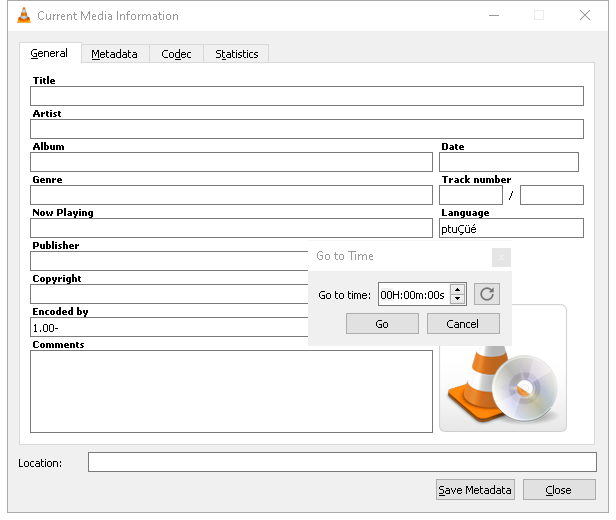 Current Media Information
General Metadata Codec Statistics
Title
Artist
Album Date
Genre Track number
/
Now Playing Language
ptuÇüé
Publisher
Go to Time
x
Copyright
Go to time: 00H:00m:00s
Encoded by
1.00-
Go Cancel
Comments
Location:
Save Metadata Close